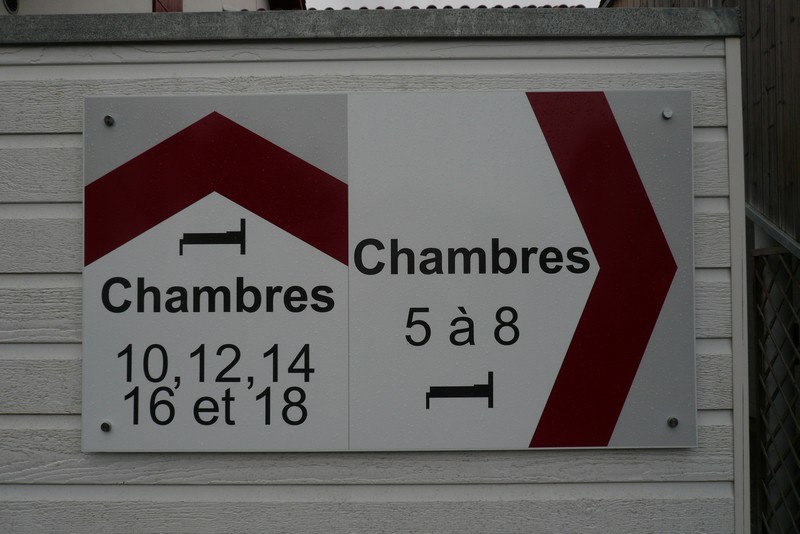 Chambres
10,12,14
16 et 18
Chambres
5 à 8